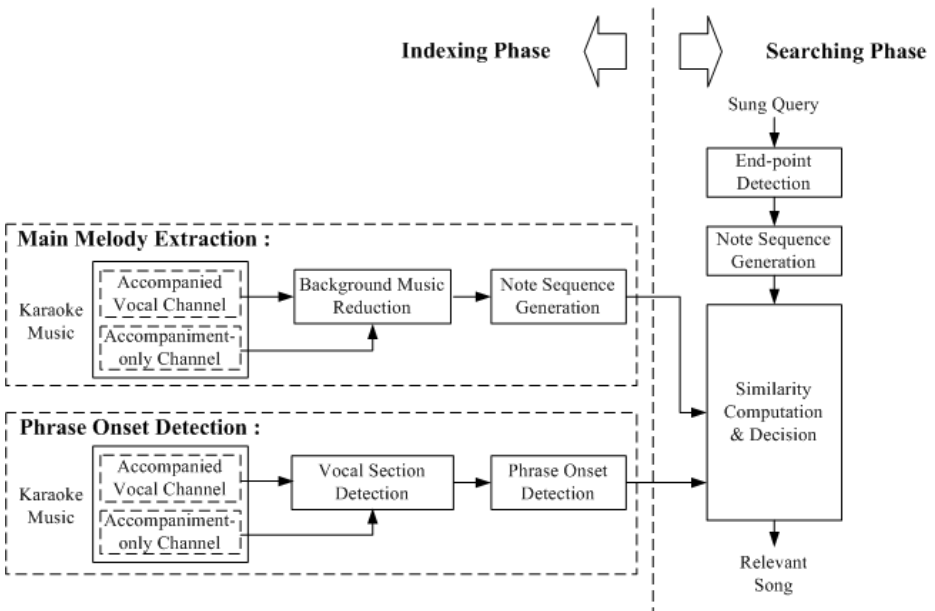 Indexing Phase
Searching Phase
Sung Query
End-point
Detection
Note Sequence
Generation
Similarity
Computation
& Decision
Relevant
Song
Main Melody Extraction :
Karaoke
Music
Accompanied
Vocal Channel
Accompaniment-
only Channel
Background Music
Reduction
Note Sequence
Generation
Phrase Onset Detection :
Karaoke
Music
Accompanied
Vocal Channel
Accompaniment-
only Channel
Vocal Section
Detection
Phrase Onset
Detection